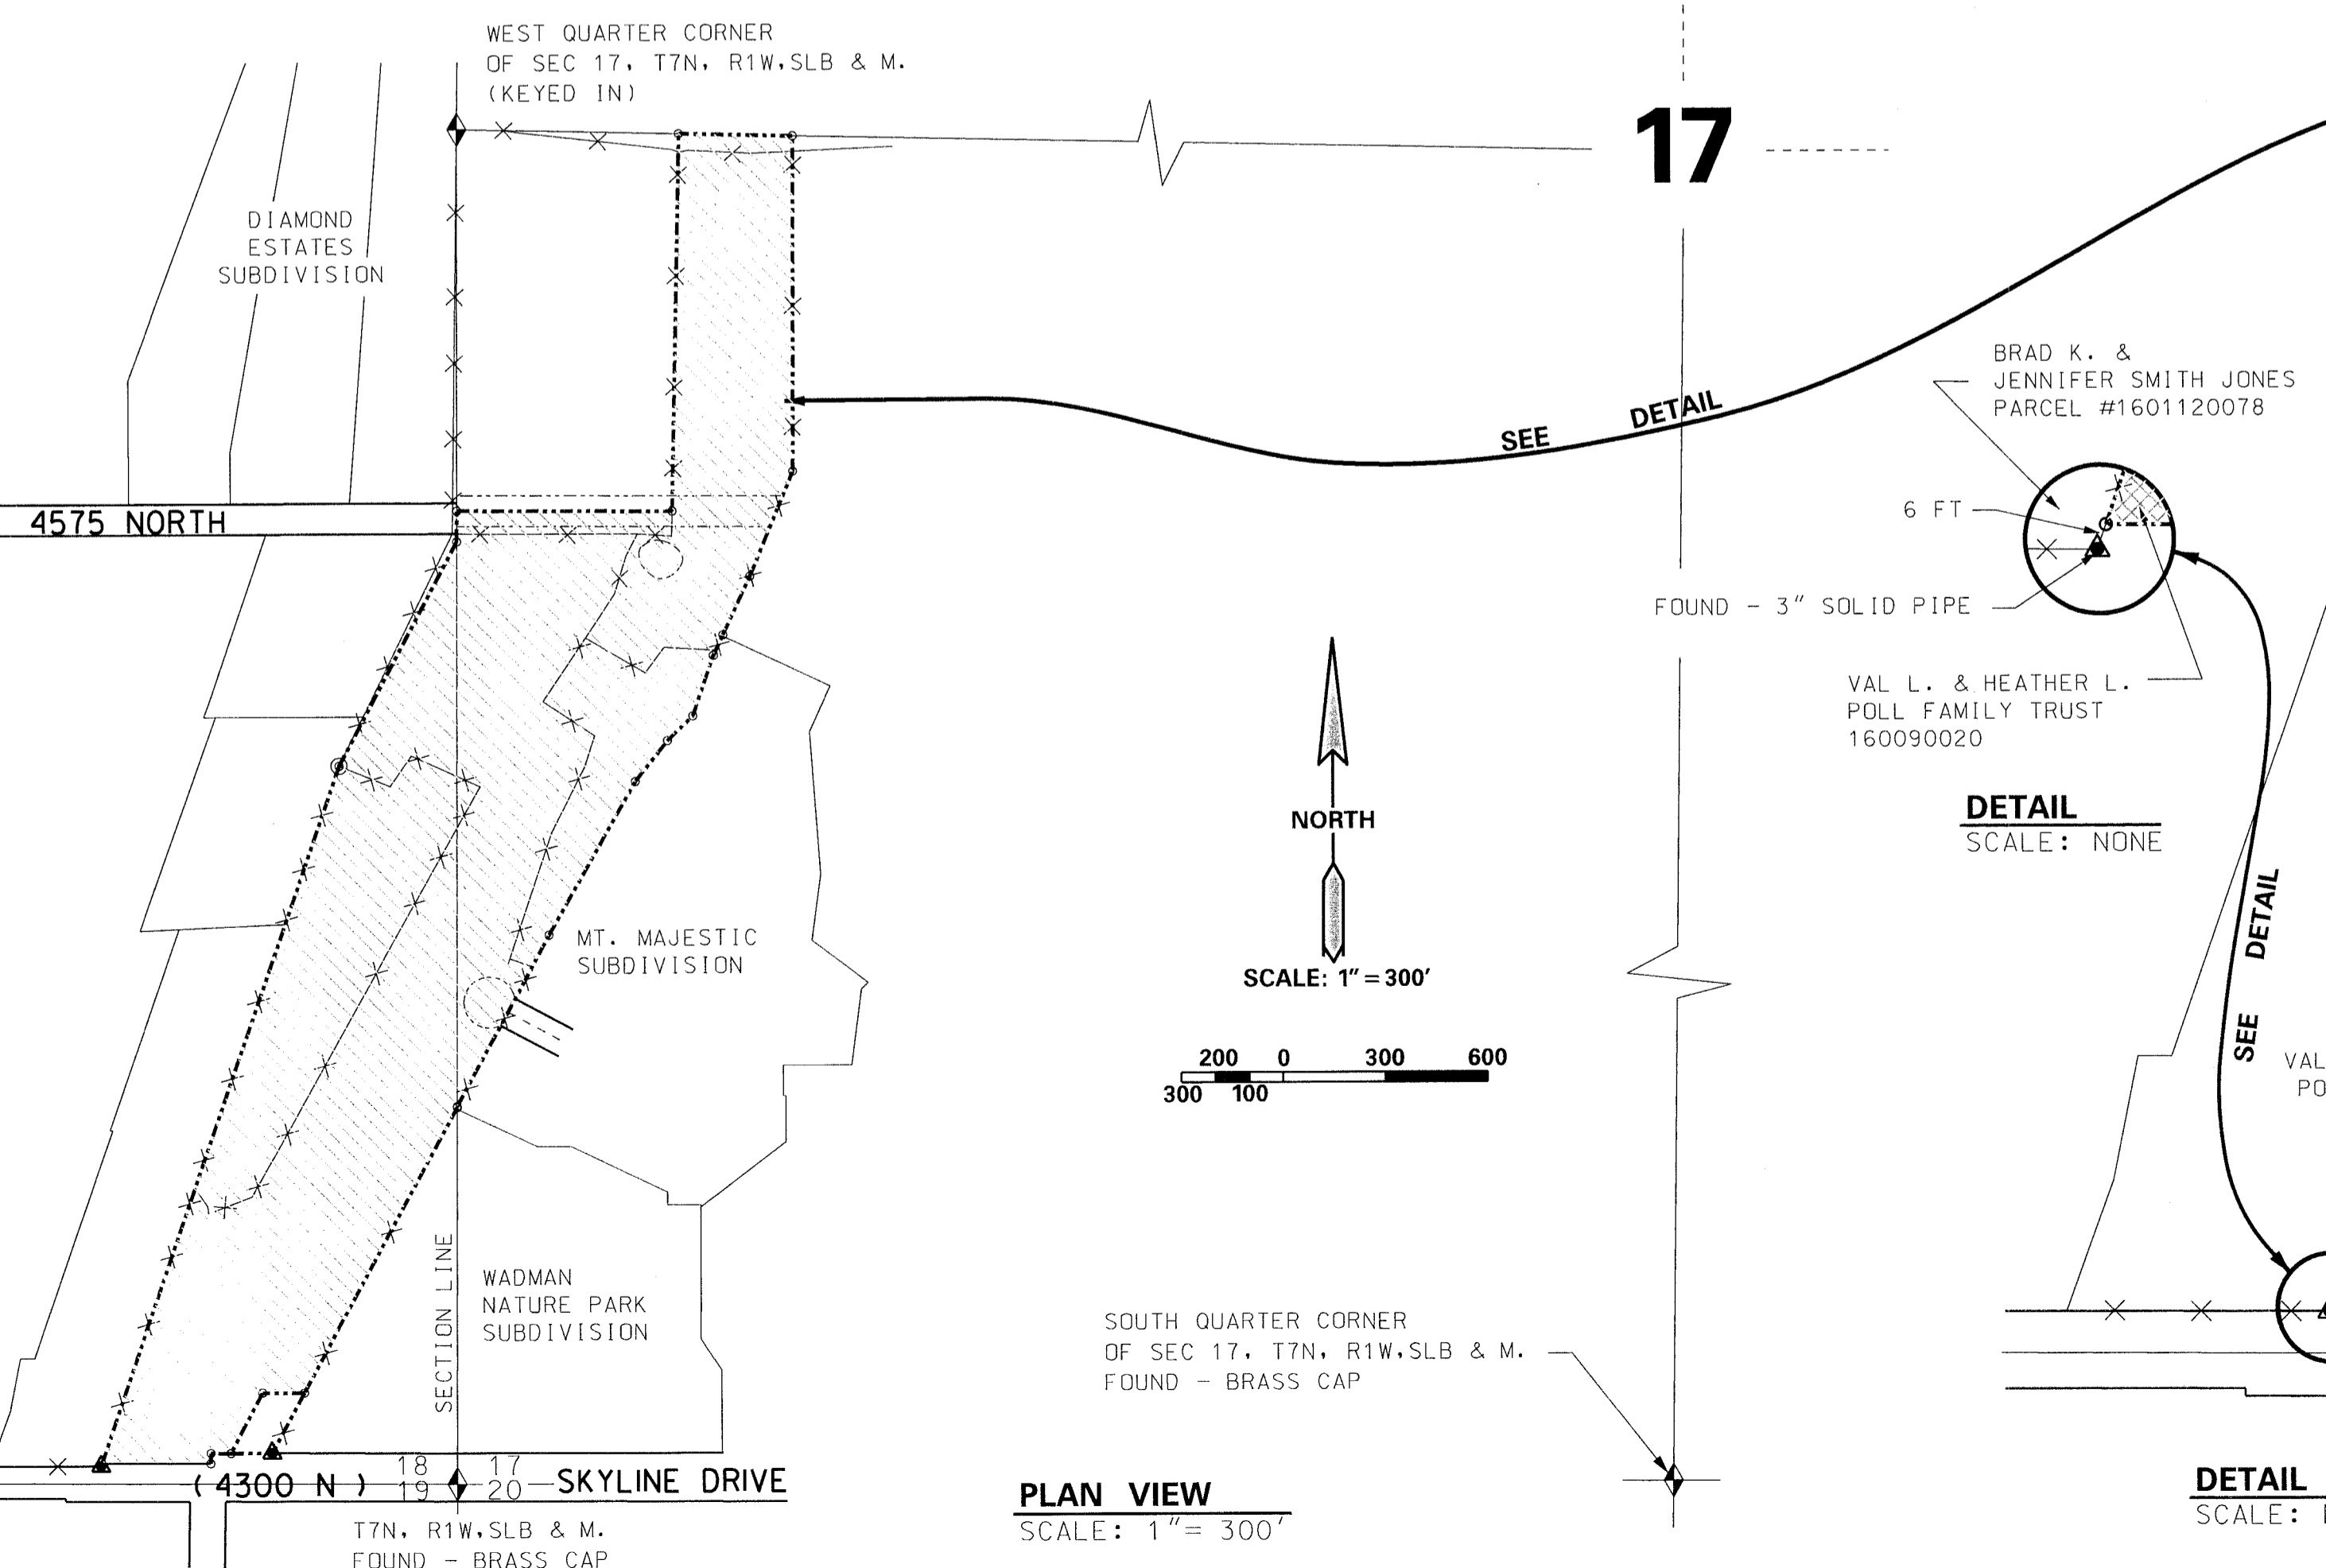 WEST QUARTER CORNER
OF SEC 17, T7N, R1W,SLB & M.
(KEYED IN)
17
DIAMOND
ESTATES
SUBDIVISION
4575 NORTH
SEE DETAIL
BRAD K. &
JENNIFER SMITH JONES
PARCEL #1601120078
6 FT
FOUND - 3" SOLID PIPE
VAL L. & HEATHER L.
POLL FAMILY TRUST
160090020
DETAIL
SCALE: NONE
NORTH
SCALE: 1"=300'
200 0 300 600
300 100
MT. MAJESTIC
SUBDIVISION
SEE DETAIL
VAL
PO
SECTION LINE
WADMAN
NATURE PARK
SUBDIVISION
SOUTH QUARTER CORNER
OF SEC 17, T7N, R1W,SLB & M.
FOUND - BRASS CAP
18 17
(4300 N) 19 20 SKYLINE DRIVE
T7N, R1W,SLB & M.
FOUND - BRASS CAP
PLAN VIEW
SCALE: 1"= 300'
DETAIL
SCALE: